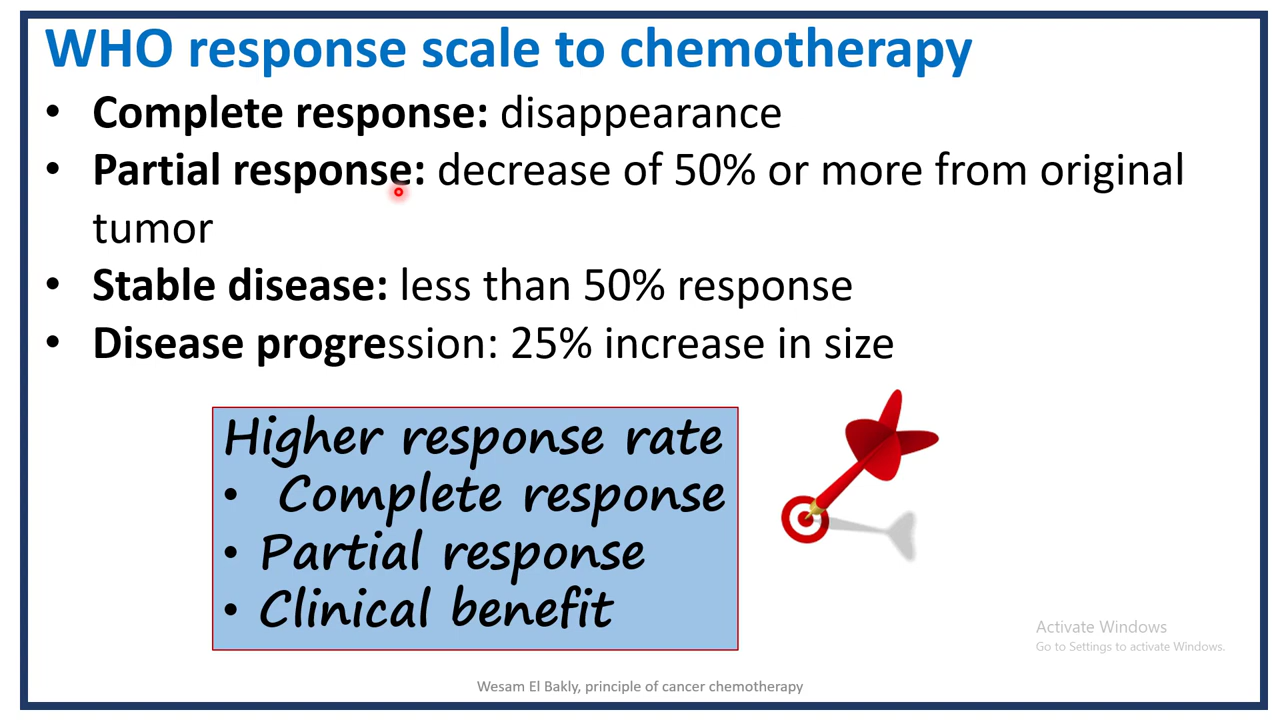 WHO response scale to chemotherapy
• Complete response: disappearance
• Partial response: decrease of 50% or more from original
tumor
• Stable disease: less than 50% response
• Disease progression: 25% increase in size
Higher response rate
• Complete response
• Partial response
• Clinical benefit
Activate Windows
Go to Settings to activate Windows.
Wesam El Bakly, principle of cancer chemotherapy